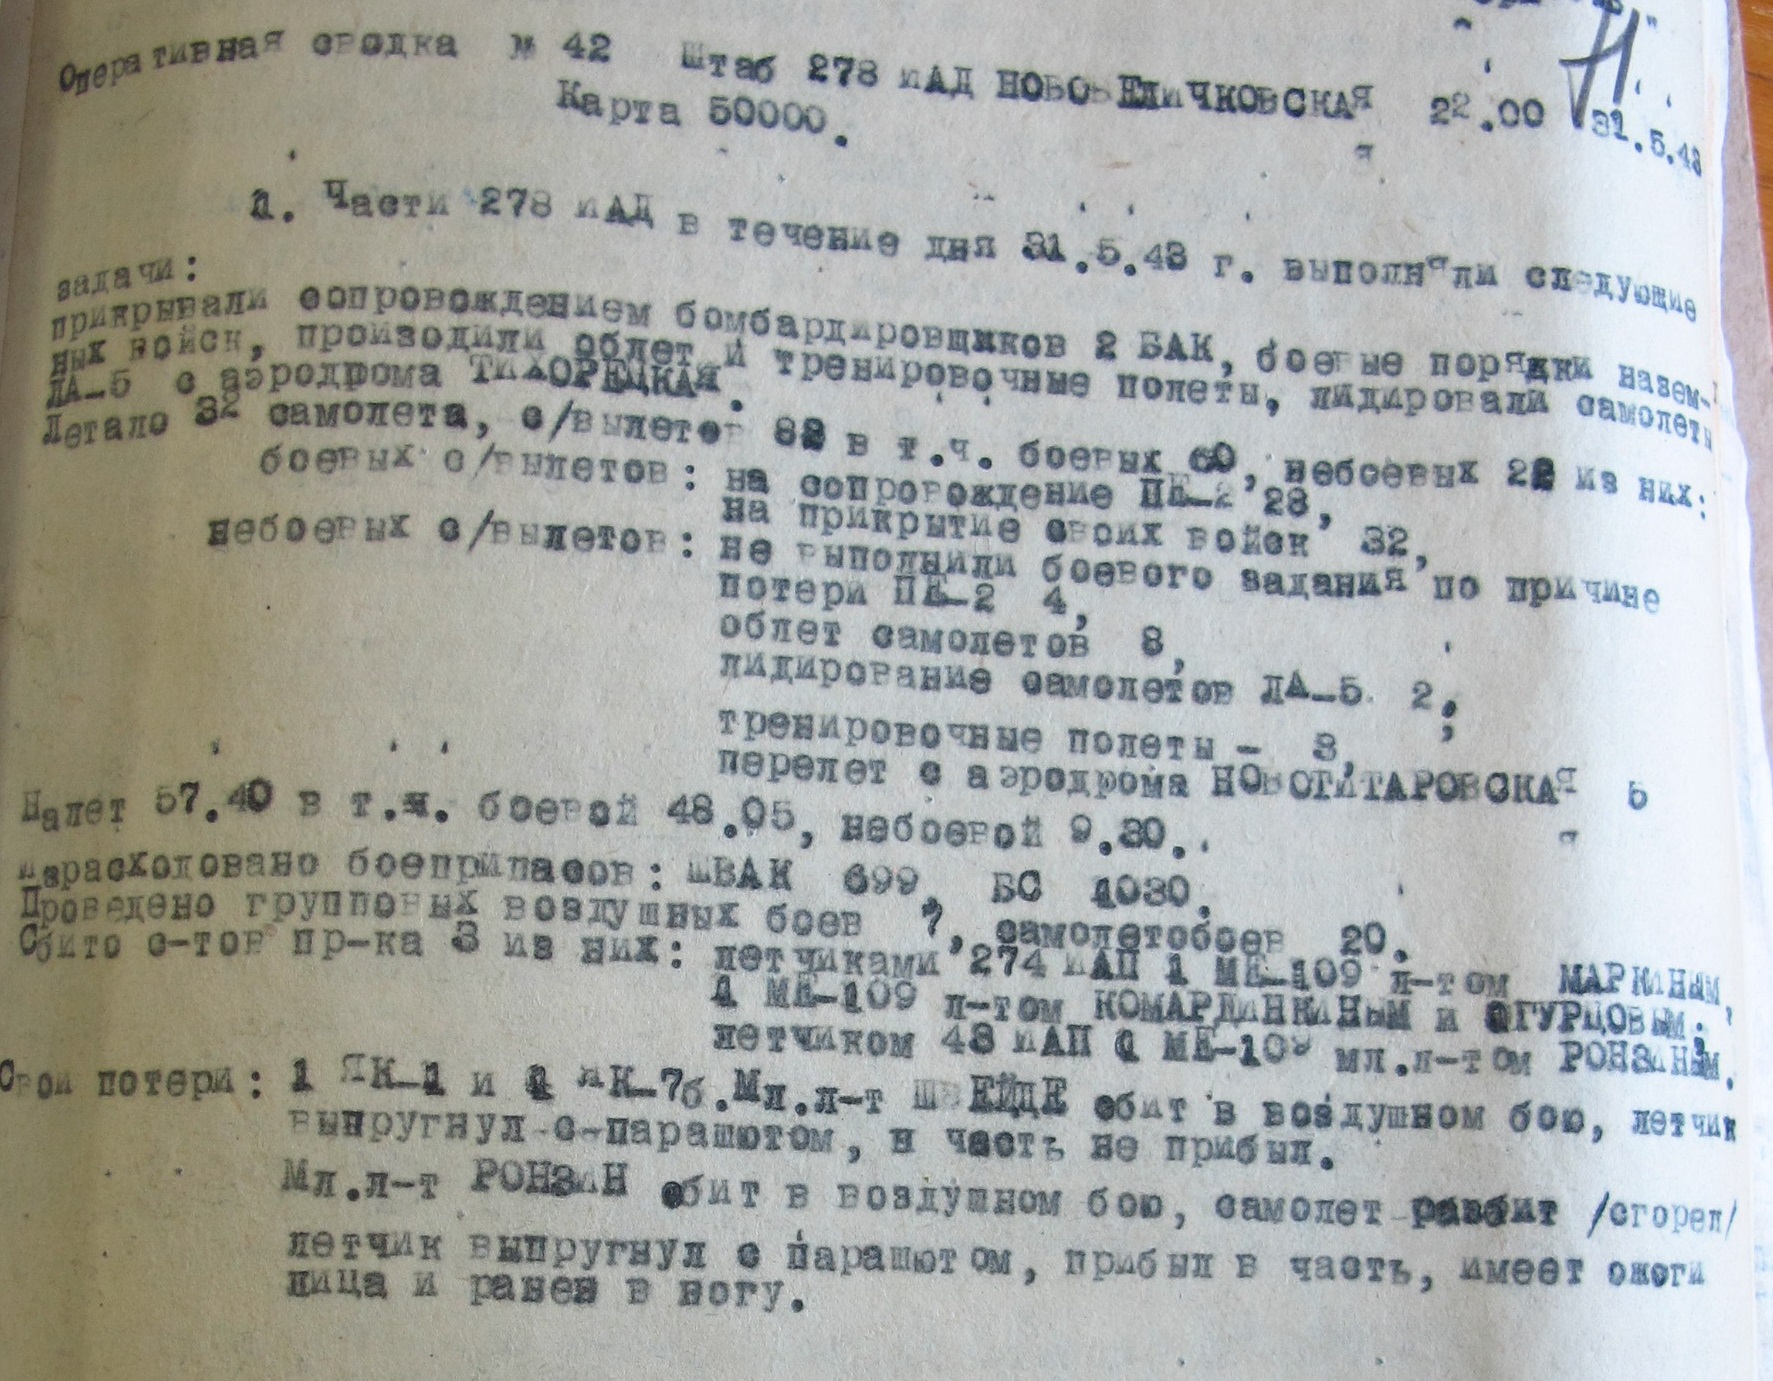 Оперативная сводка № 42 Штаб 278 ИАД НОВОВЕЛИЧКОВСКАЯ 22.00 31.5.43
Карта 50000.
1. Части 278 ИАД в течение дня 31.5.43 г. выполняли следующие
задачи:
прикрывали сопровождением бомбардировщиков 2 БАК, боевые порядки назем-
ных войск, произодили облет и тренировочные полеты, лидировали самолеты
ЛА-5 с аэродрома ТИХОРЕЦКАЯ.
Летало 32 самолета, с/вылетов 82 в т.ч. боевых 60, небоевых 22 из них:
боевых с/вылетов: на сопровождение ПЕ-2 28,
на прикрытие своих войск 32,
небоевых с/вылетов: не выполнили боевого задания по причине
потери ПЕ-2 4,
облет самолетов 8,
лидирование самолетов ЛА-5 2,
тренировочные полеты - 3,
перелет с аэродрома НОВОТИТАРОВСКАЯ 5
Налет 57.40 в т.ч. боевой 48.05, небоевой 9.30.
Израсходовано боеприпасов: ШВАК 699, БС 1030.
Проведено групповых воздушных боев 7, самолетобоев 20.
Сбито с-тов пр-ка 3 из них: летчиками 274 ИАП 1 МЕ-109 л-том МАРКИНЫМ,
1 МЕ-109 л-том КОМАРДИНКИНЫМ и ОГУРЦОВЫМ;
летчиком 43 ИАП 1 МЕ-109 мл.л-том РОНЗИНЫМ.
Свои потери: 1 ЯК-1 и 1 ЯК-7б. Мл.л-т ШВЕЙДЕ сбит в воздушном бою, летчик
выпругнул с-парашютом, в часть не прибыл.
Мл.л-т РОНЗИН сбит в воздушном бою, самолет разбит /сгорел/
летчик выпругнул с парашютом, прибыл в часть, имеет ожоги
лица и ранен в ногу.